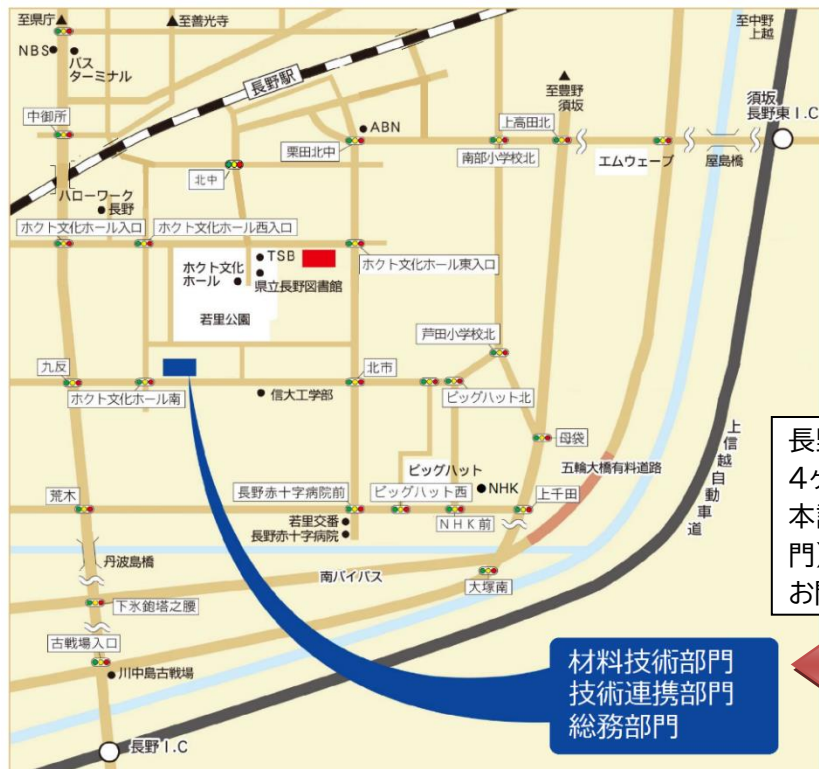 至県庁
至善光寺
NBS
バス
ターミナル
長野駅
中御所
ABN
栗田北中
北中
至豊野
須坂
上高田北
南部小学校北
エムウェーブ
至中野
上越
屋島橋
須坂
長野東I.C
ハローワーク
長野
ホクト文化ホール入口
ホクト文化ホール西入口
TSB
ホクト文化
ホール
県立長野図書館
ホクト文化ホール東入口
若里公園
芦田小学校北
九反
ホクト文化ホール南
信大工学部
北市
ビッグハット北
母袋
五輪大橋有料道路
上信越自動車道
荒木
長野赤十字病院前
ビッグハット
ビッグハット西
NHK
NHK前
上千田
若里交番
長野赤十字病院
丹波島橋
南バイパス
大塚南
下氷鉋塔之腰
古戦場入口
川中島古戦場
長野I.C
材料技術部門
技術連携部門
総務部門
4ヶ
門)